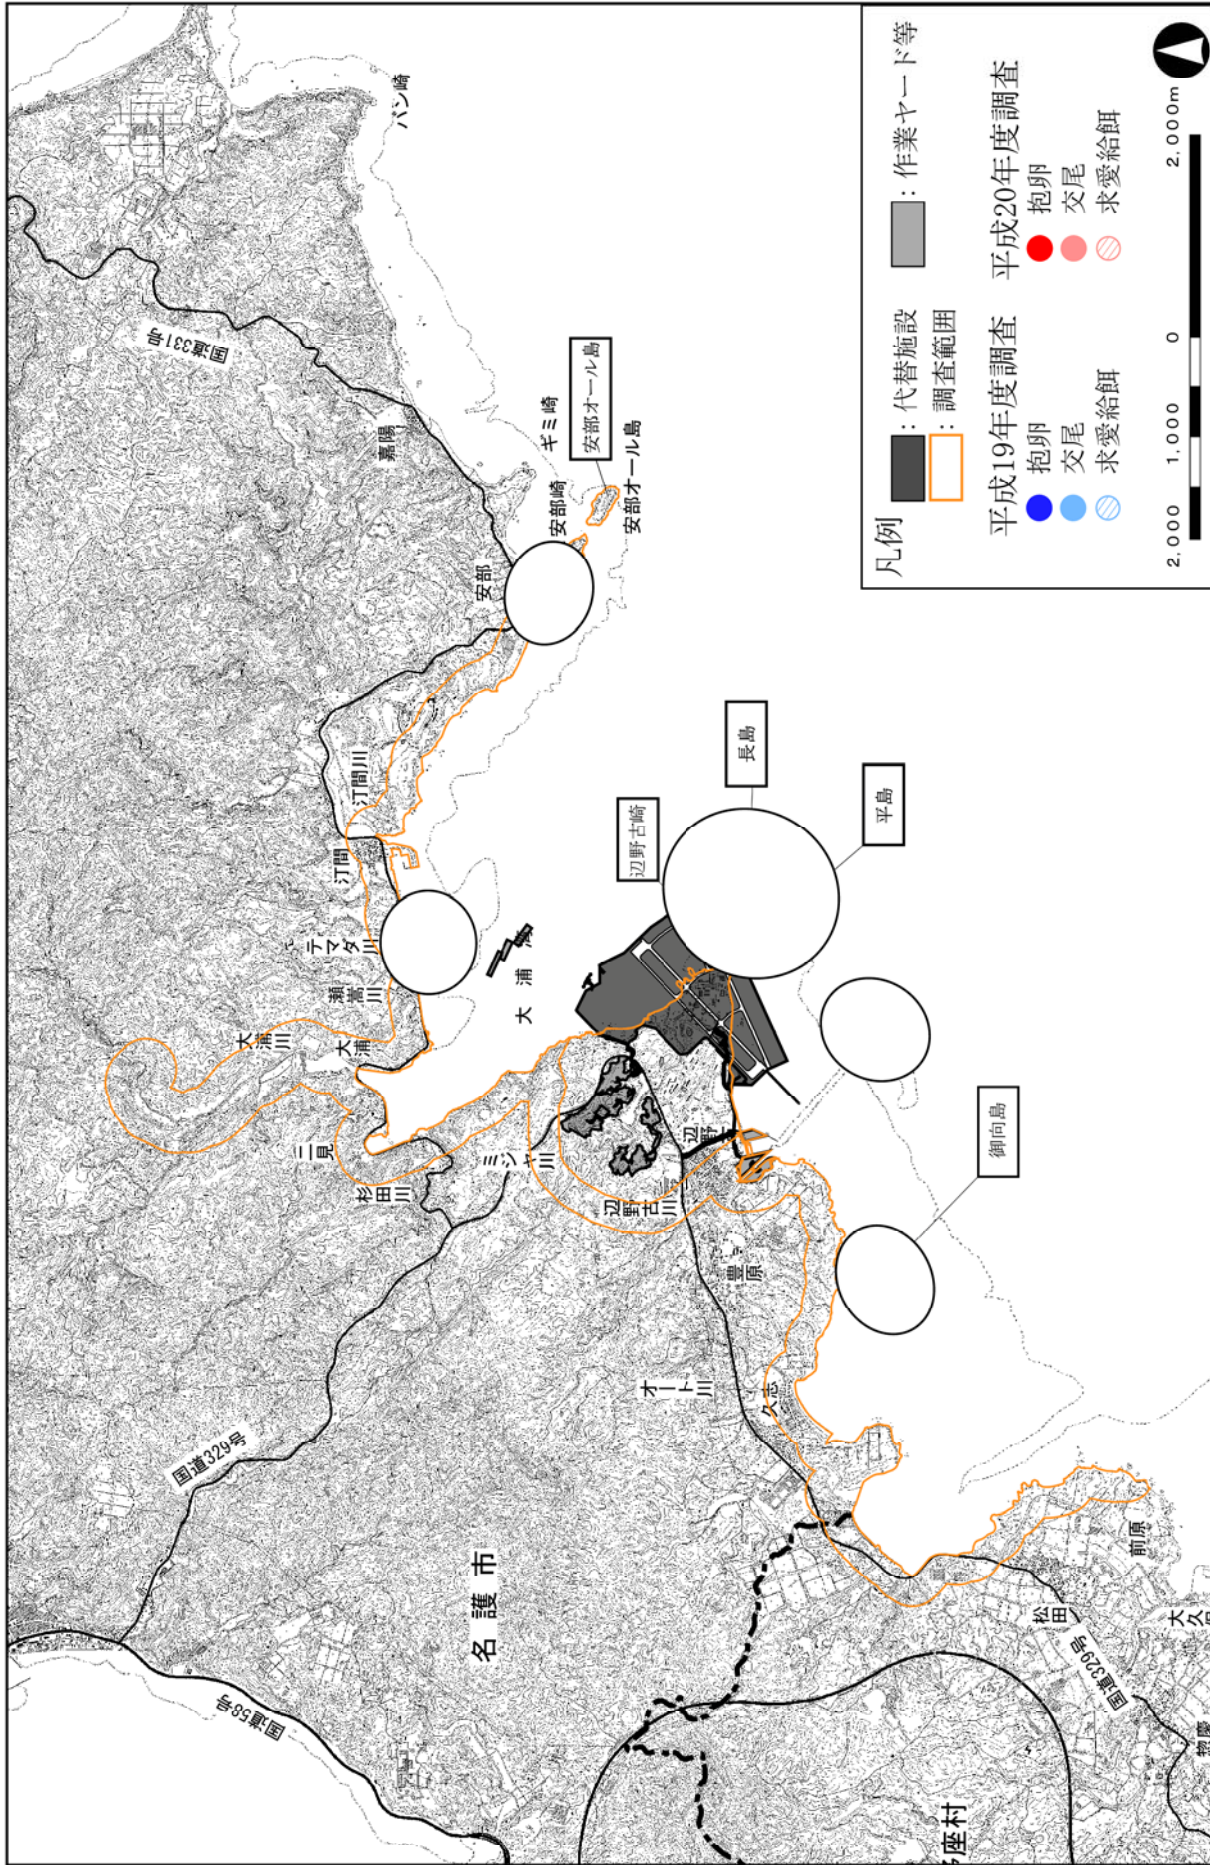 国道331号
バン崎
嘉陽
ギミ崎
安部オール島
安部崎
安部オール島
安部
汀間川
汀間
テマダ川
瀬嵩川
大浦川
大浦
二見
杉田川
ミジャ川
大浦湾
辺野古崎
長島
平島
辺野古川
豊原
御向島
オートド川
久志
国道329号
名護市
国道58号
松田
前原
国道329号
凡例
：代替施設
：作業ヤード等
：調査範囲
平成19年度調査
平成20年度調査
抱卵
抱卵
交尾
交尾
求愛給餌
求愛給餌
2,000
1,000
0
2,000m